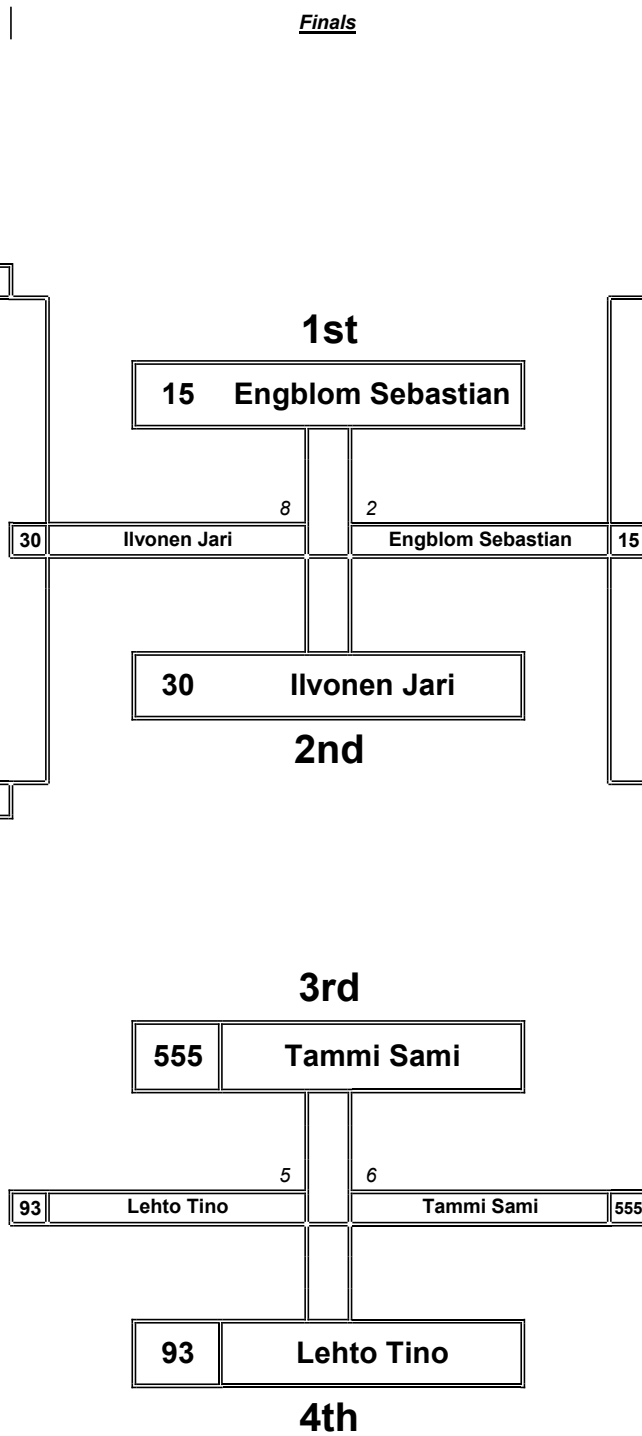 Finals
1st
15 Engblom Sebastian
8 2
30 Ilvonen Jari Engblom Sebastian 15
30 Ilvonen Jari
2nd
3rd
555 Tammi Sami
5 6
93 Lehto Tino Tammi Sami 555
93 Lehto Tino
4th